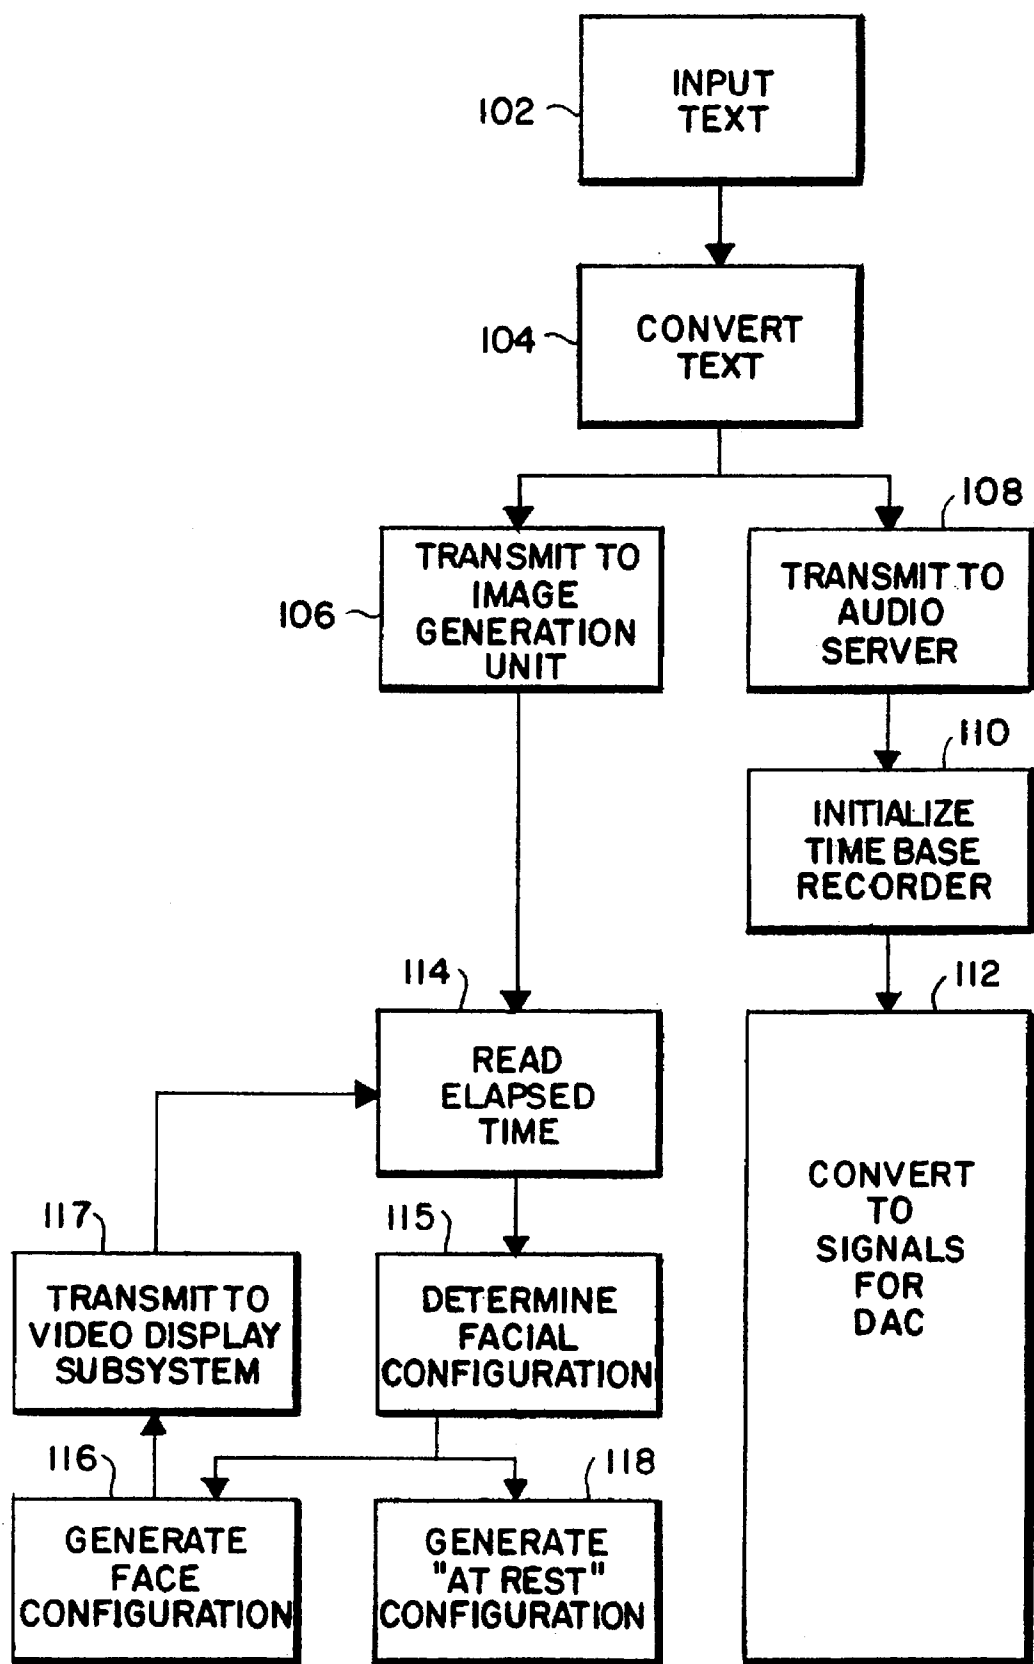 102
INPUT
TEXT
104
CONVERT
TEXT
106
TRANSMIT TO
IMAGE
GENERATION
UNIT
108
TRANSMIT TO
AUDIO
SERVER
110
INITIALIZE
TIME BASE
RECORDER
114
READ
ELAPSED
TIME
112
CONVERT
TO
SIGNALS
FOR
DAC
117
TRANSMIT TO
VIDEO DISPLAY
SUBSYSTEM
115
DETERMINE
FACIAL
CONFIGURATION
116
GENERATE
FACE
CONFIGURATION
118
GENERATE
"AT REST"
CONFIGURATION